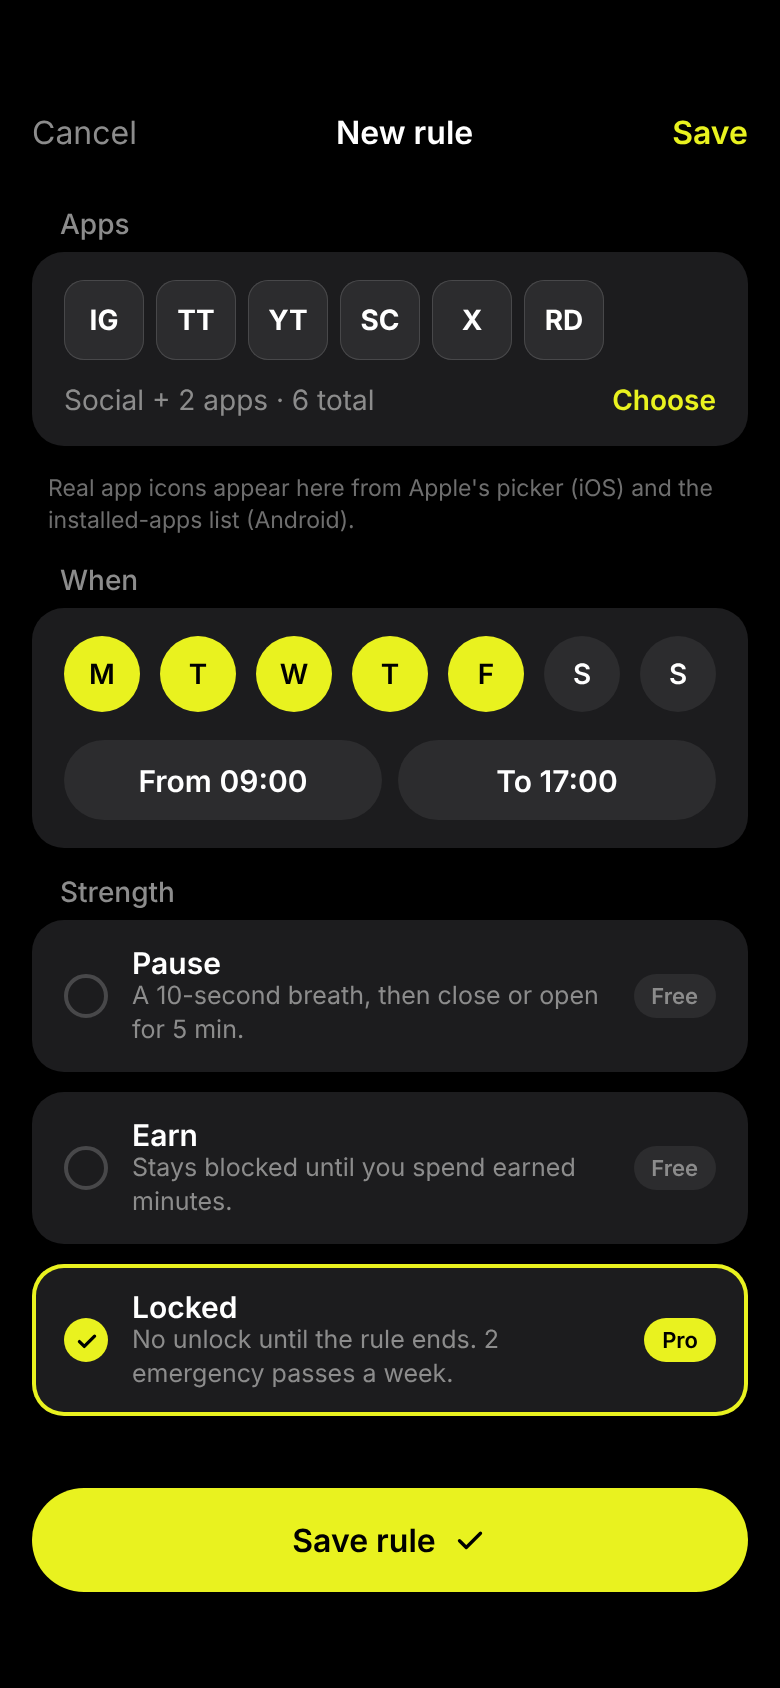 Cancel New rule Save
Apps
IG TT YT SC X RD
Social + 2 apps · 6 total Choose
Real app icons appear here from Apple's picker (iOS) and the
installed-apps list (Android).
When
M T W T F S S
From 09:00 To 17:00
Strength
Pause
A 10-second breath, then close or open
for 5 min.
Free
Earn
Stays blocked until you spend earned
minutes.
Free
Locked
No unlock until the rule ends. 2
emergency passes a week.
Pro
Save rule